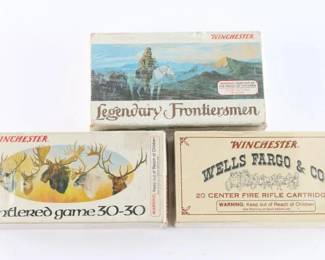 WINCHESTER
Legendary Frontiersmen
WINCHESTER
ntlered game 30-30
WINCHESTER
WELLS FARGO & CO
20 CENTER FIRE RIFLE CARTRIDG
WARNING: Keep out of Reach of Children